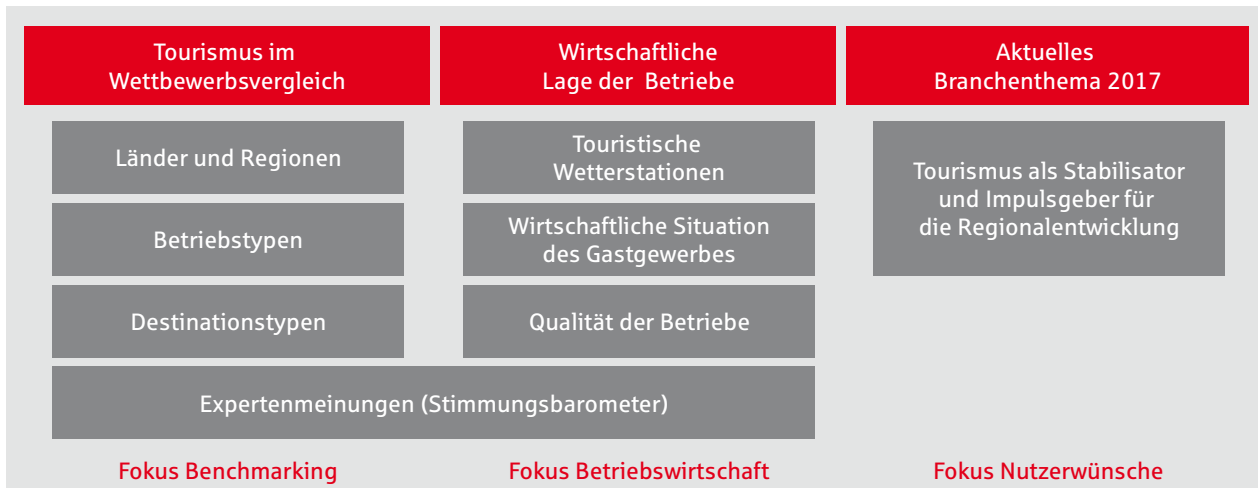 Tourismus im
Wettbewerbsvergleich
Länder und Regionen
Betriebstypen
Destinationstypen
Wirtschaftliche
Lage der Betriebe
Touristische
Wetterstationen
Wirtschaftliche Situation
des Gastgewerbes
Qualität der Betriebe
Expertenmeinungen (Stimmungsbarometer)
Aktuelles
Branchenthema 2017
Tourismus als Stabilisator
und Impulsgeber für
die Regionalentwicklung
Fokus Benchmarking
Fokus Betriebswirtschaft
Fokus Nutzerwünsche